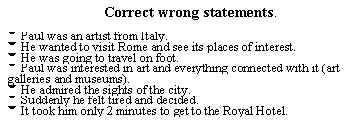 Correct wrong statements.
Paul was an artist from Italy.
He wanted to visit Rome and see its places of interest.
He was going to travel on foot.
Paul was interested in art and everything connected with it (art
galleries and museums).
He admired the sights of the city.
Suddenly he felt tired and decided.
It took him only 2 minutes to get to the Royal Hotel.